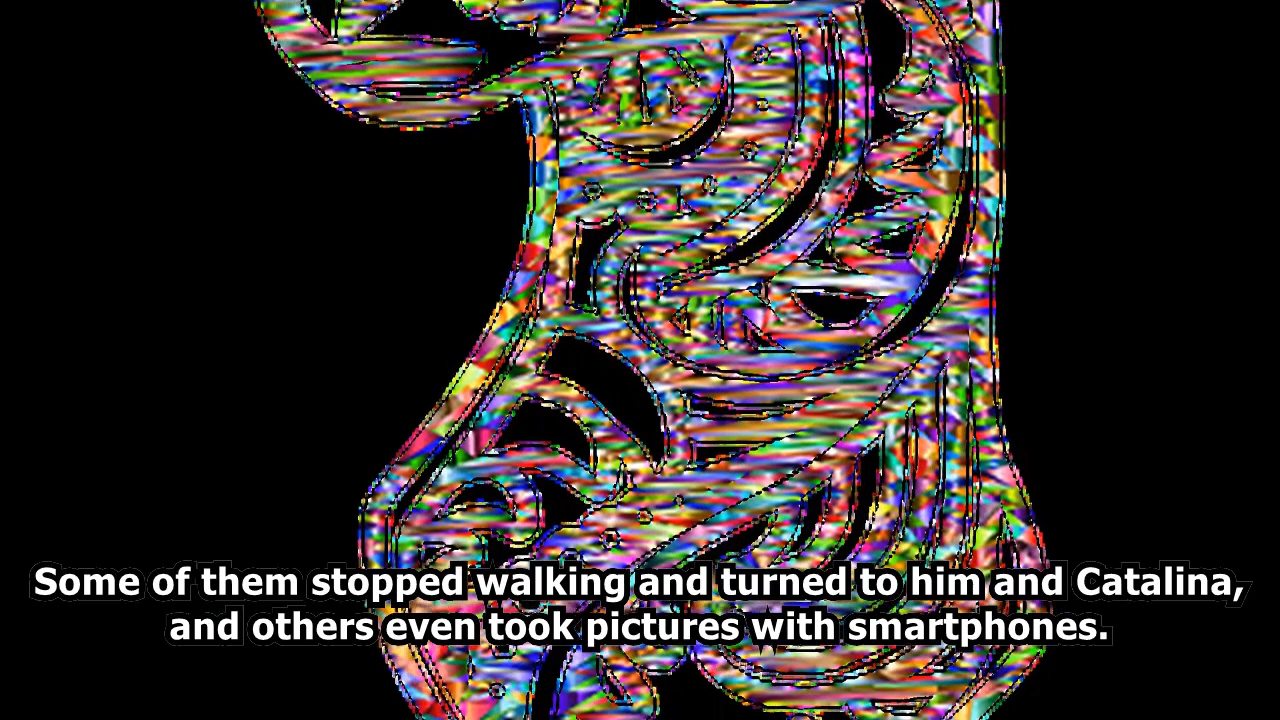 Some of them stopped walking and turned to him and Catalina,
and others even took pictures with smartphones.